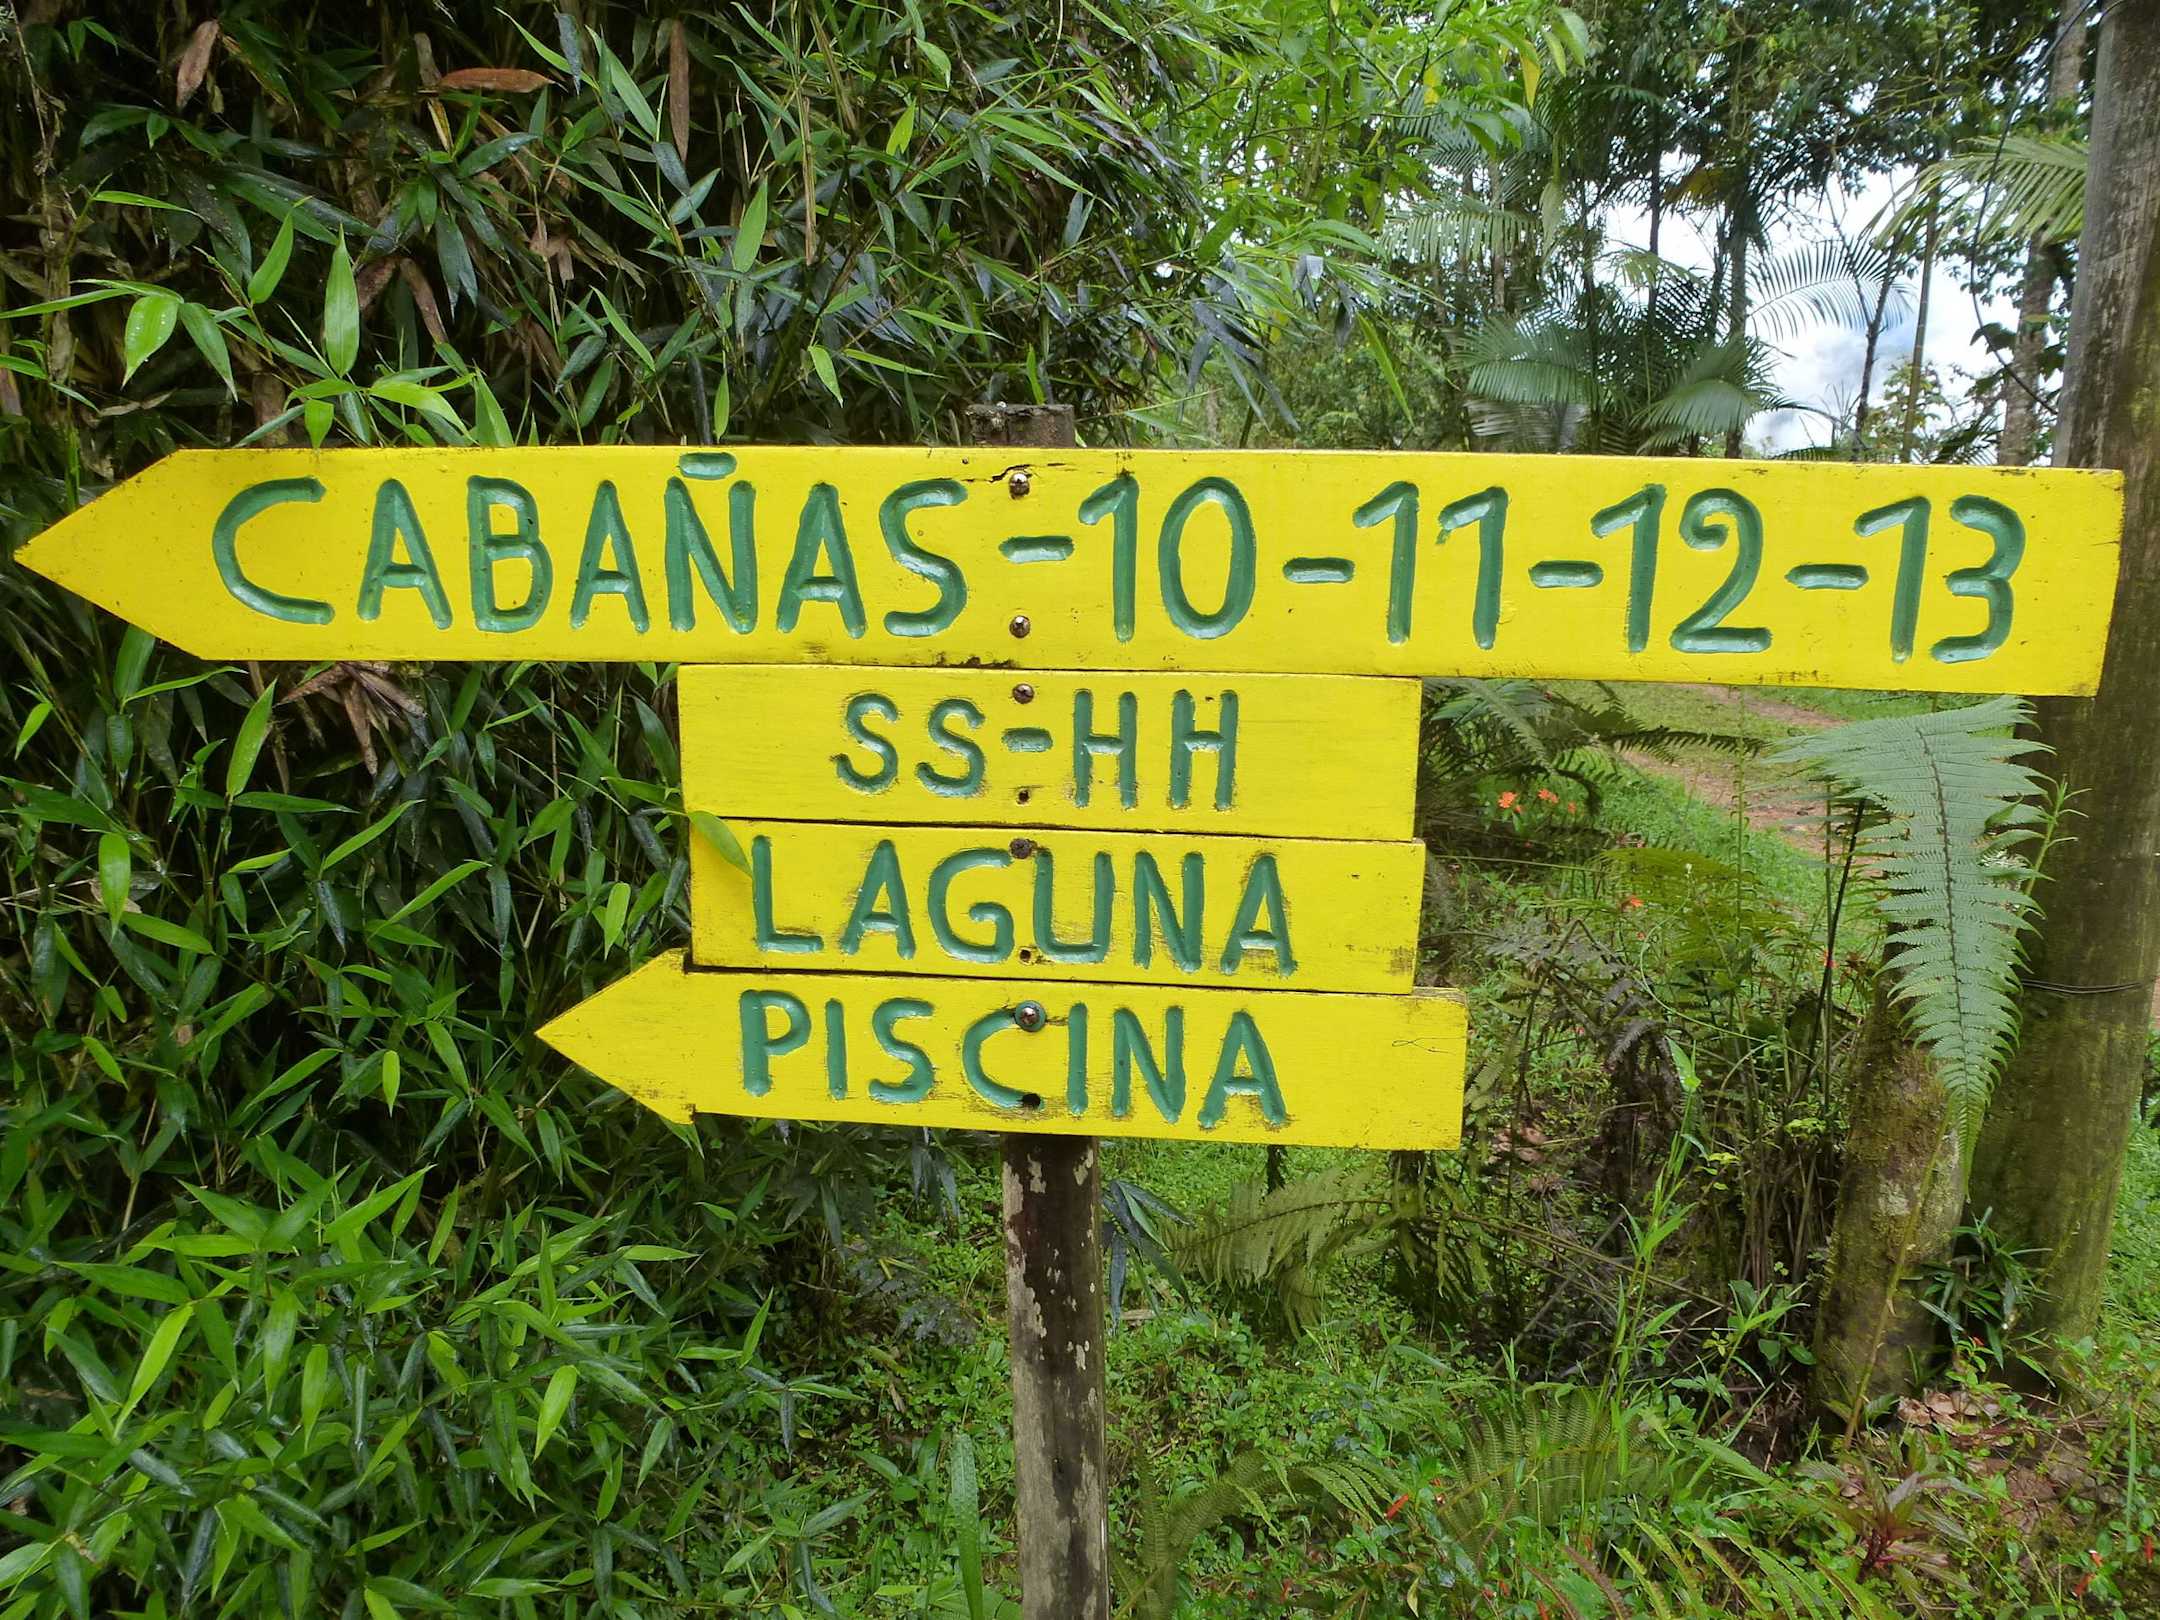 CABAÑAS-10-11-12-13
SS-HH
LAGUNA
PISCINA